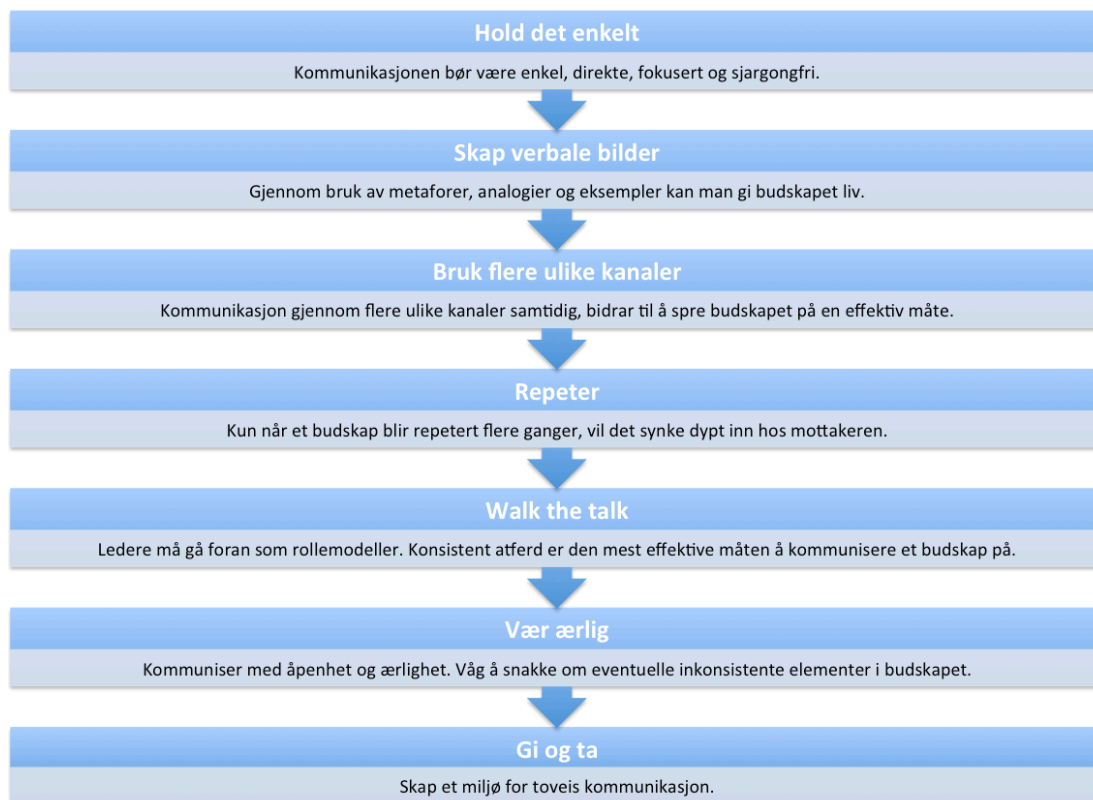 Hold det enkelt
Kommunikasjonen bør være enkel, direkte, fokusert og sjargongfri.
Skap verbale bilder
Gjennom bruk av metaforer, analogier og eksempler kan man gi budskapet liv.
Bruk flere ulike kanaler
Kommunikasjon gjennom flere ulike kanaler samtidig, bidrar til å spre budskapet på en effektiv måte.
Repeter
Kun når et budskap blir repetert flere ganger, vil det synke dypt inn hos mottakeren.
Walk the talk
Ledere må gå foran som rollemodeller. Konsistent atferd er den mest effektive måten å kommunisere et budskap på.
Vær ærlig
Kommuniser med åpenhet og ærlighet. Våg å snakke om eventuelle inkonsistente elementer i budskapet.
Gi og ta
Skap et miljø for toveis kommunikasjon.